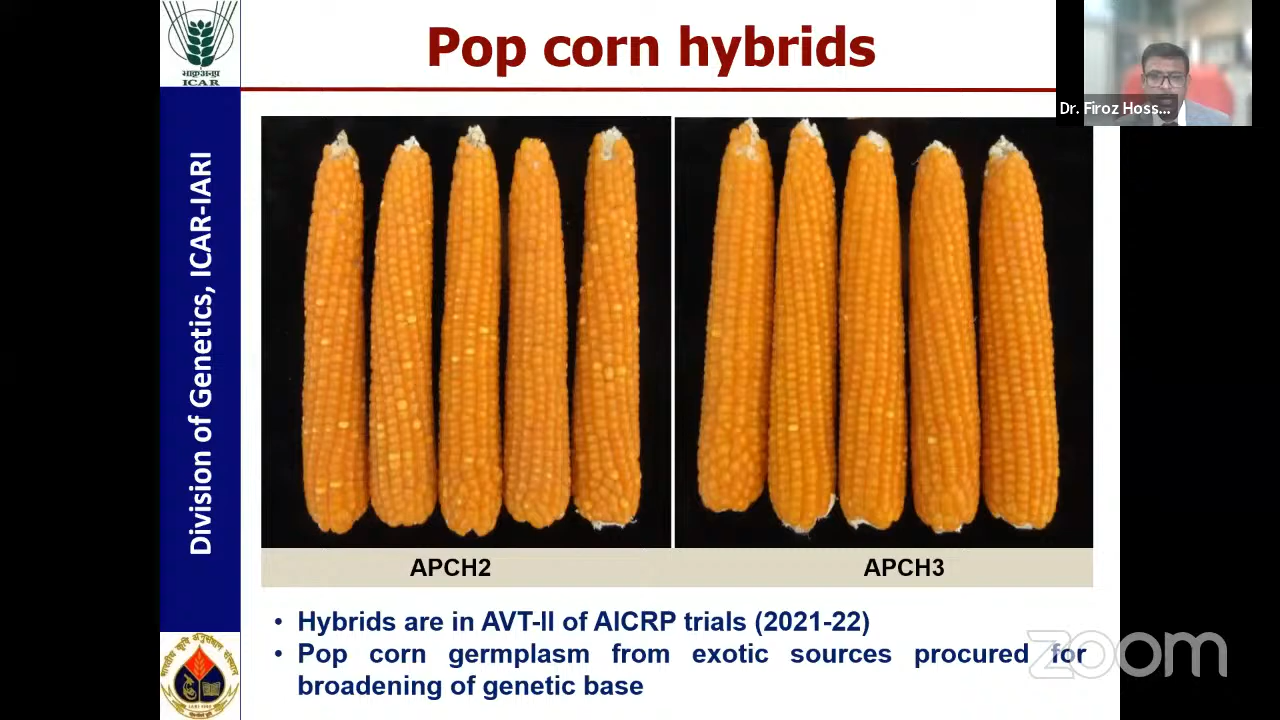 Pop corn hybrids
Dr. Firoz Hoss...
ICAR
Division of Genetics, ICAR-IARI
APCH2
APCH3
• Hybrids are in AVT-II of AICRP trials (2021-22)
• Pop corn germplasm from exotic sources procured for
broadening of genetic base
zoom